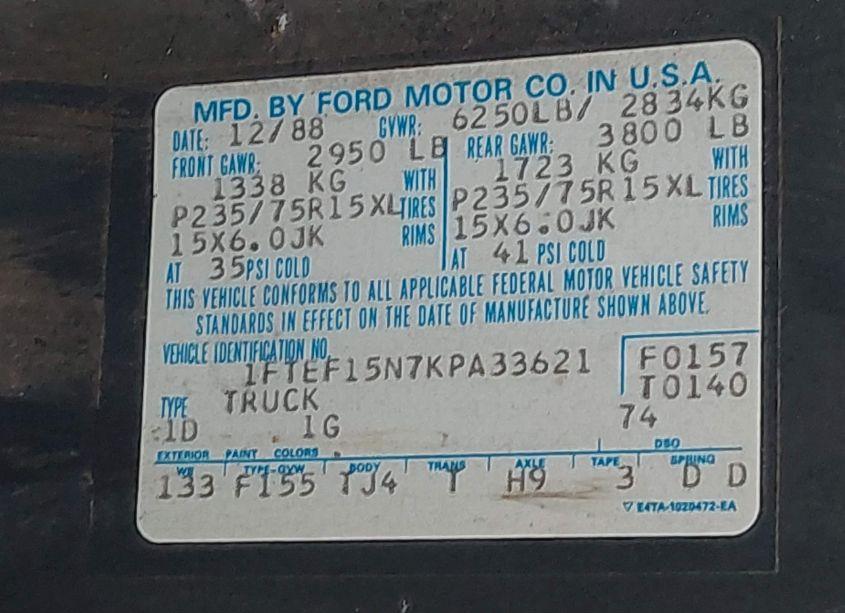 MFD. BY FORD MOTOR CO. IN U.S.A.
DATE: 12/88 GVWR: 6250LB/ 2834KG
FRONT GAWR: 2950 LB REAR GAWR: 3800 LB
1338 KG WITH 1723 KG WITH
P235/75R15XL TIRES P235/75R15XL TIRES
15X6.0JK RIMS 15X6.0JK RIMS
AT 35 PSI COLD AT 41 PSI COLD
THIS VEHICLE CONFORMS TO ALL APPLICABLE FEDERAL MOTOR VEHICLE SAFETY
STANDARDS IN EFFECT ON THE DATE OF MANUFACTURE SHOWN ABOVE.
VEHICLE IDENTIFICATION NO.
1FTEF15N7KPA33621 F0157
TYPE TRUCK T0140
1D 1G 74
EXTERIOR PAINT COLORS DSO
WB TYPE-GVW BODY TRANS AXLE TAPE SPRING
133 F155 TJ4 T H9 3 D D
▽ E4TA-1020472-EA